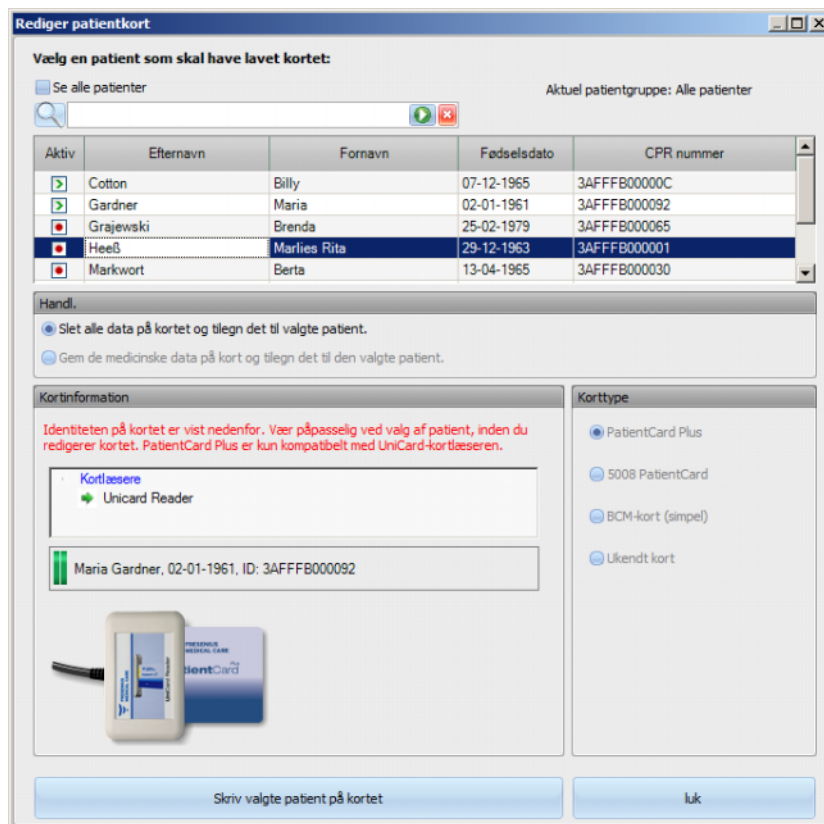 Rediger patientkort
Vælg en patient som skal have lavet kortet:
Se alle patienter
Aktuel patientgruppe: Alle patienter
Aktiv Efternavn Fornavn Fødselsdato CPR nummer
Cotton Billy 07-12-1965 3AFFFB00000C
Gardner Maria 02-01-1961 3AFFFB000092
Grajewski Brenda 25-02-1979 3AFFFB000065
Heeß Marlies Rita 29-12-1963 3AFFFB000001
Markwort Berta 13-04-1965 3AFFFB000030
Handl.
Slet alle data på kortet og tilegn det til valgte patient.
Gem de medicinske data på kort og tilegn det til den valgte patient.
Kortinformation
Identiteten på kortet er vist nedenfor. Vær påpasselig ved valg af patient, inden du
redigerer kortet. PatientCard Plus er kun kompatibelt med UniCard-kortlæseren.
Kortlæsere
Unicard Reader
Maria Gardner, 02-01-1961, ID: 3AFFFB000092
FRESENIUS
MEDICAL CARE
UniCard Reader
FRESENIUS
MEDICAL CARE
tientCard
Plus
Korttype
PatientCard Plus
5008 PatientCard
BCM-kort (simpel)
Ukendt kort
Skriv valgte patient på kortet
luk